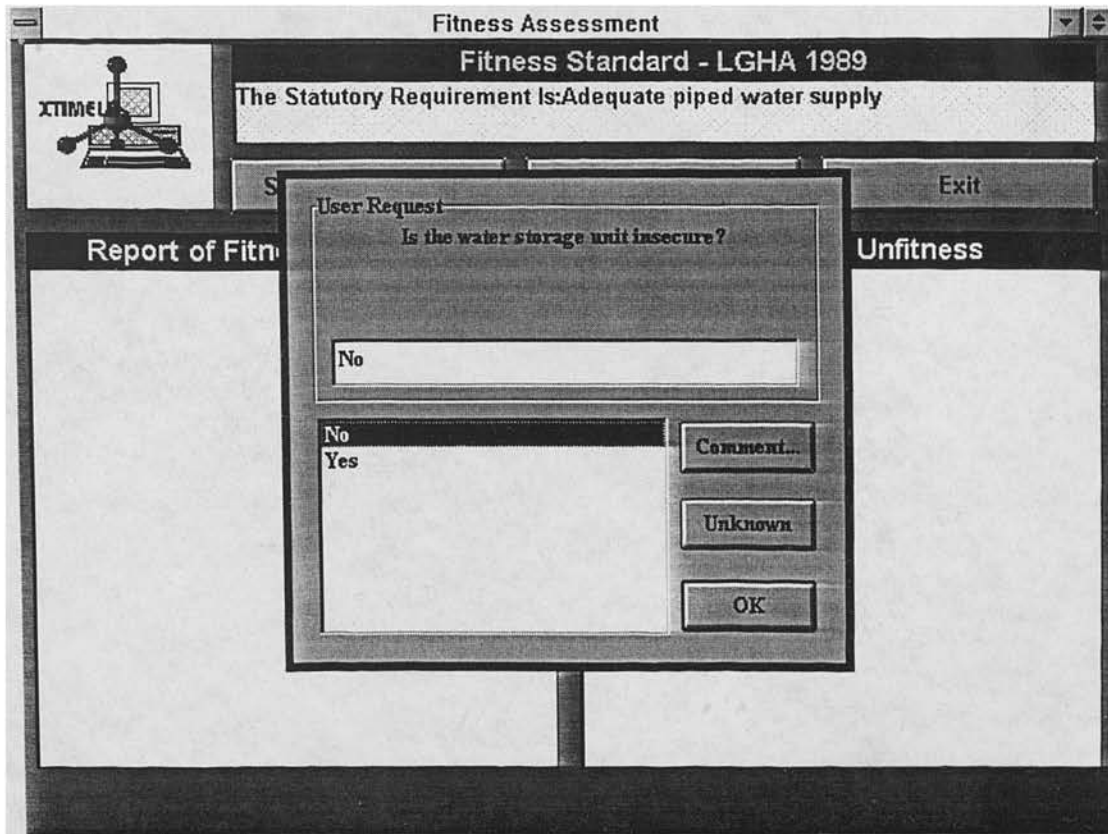 Fitness Assessment
Fitness Standard - LGHA 1989
XTIMEL
The Statutory Requirement Is:Adequate piped water supply
Exit
User Request
Is the water storage unit insecure?
Report of
Unfitness
No
No
Yes
Comment...
Unknown
OK